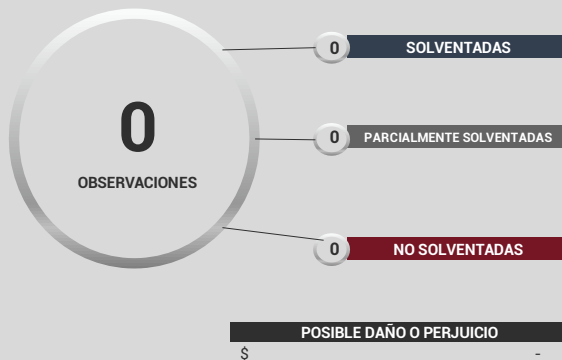 0
OBSERVACIONES
0 SOLVENTADAS
0 PARCIALMENTE SOLVENTADAS
0 NO SOLVENTADAS
POSIBLE DAÑO O PERJUICIO
$ -